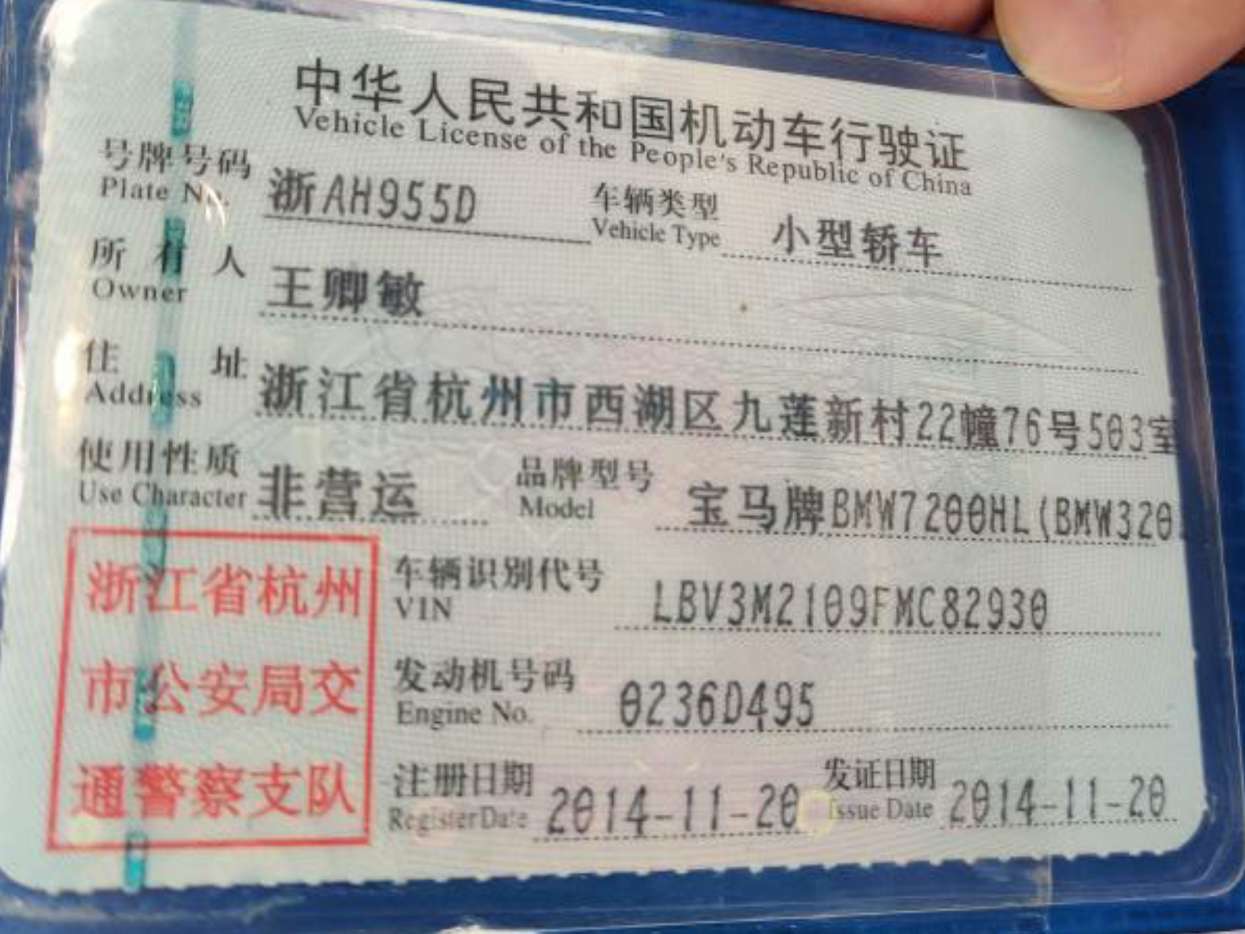 中华人民共和国机动车行驶证
Vehicle License of the People's Republic of China
号牌号码 浙AH955D 车辆类型 小型轿车
Plate No. Vehicle Type
所有人 王卿敏
Owner
住址 浙江省杭州市西湖区九莲新村22幢76号503室
Address
使用性质 非营运 品牌型号 宝马牌BMW7200HL(BMW320
Use Character Model
浙江省杭州
市公安局交
通警察支队
车辆识别代号 LBV3M2109FMC82930
VIN
发动机号码 0236D495
Engine No.
注册日期 2014-11-20 发证日期 2014-11-20
Register Date Issue Date